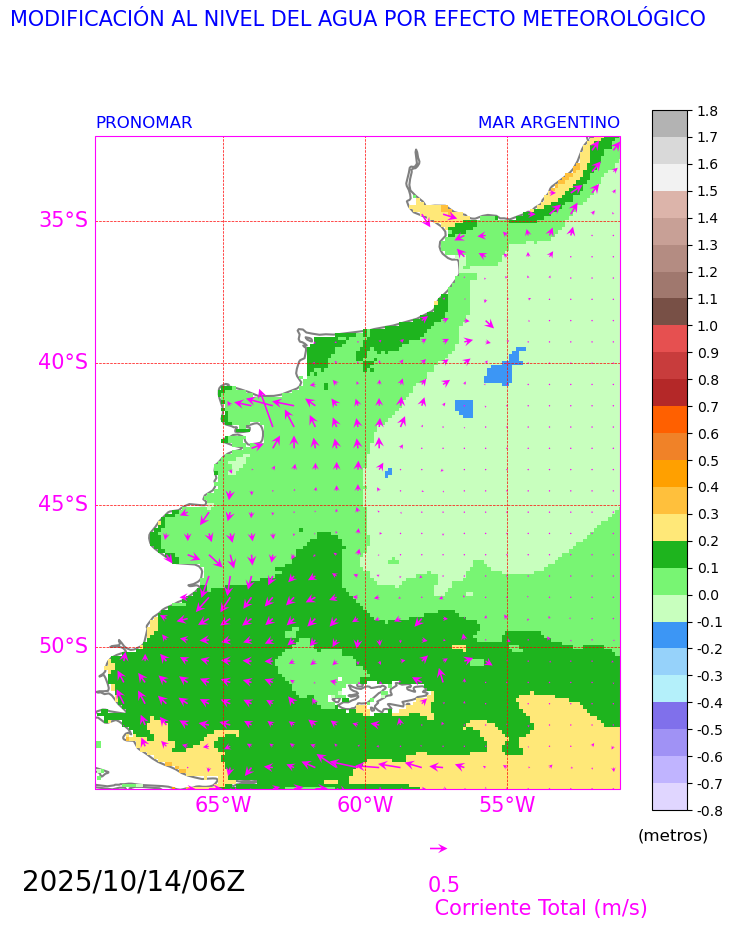 MODIFICACIÓN AL NIVEL DEL AGUA POR EFECTO METEOROLÓGICO
PRONOMAR MAR ARGENTINO
35°S
40°S
45°S
50°S
65°W 60°W 55°W
1.8
1.7
1.6
1.5
1.4
1.3
1.2
1.1
1.0
0.9
0.8
0.7
0.6
0.5
0.4
0.3
0.2
0.1
0.0
-0.1
-0.2
-0.3
-0.4
-0.5
-0.6
-0.7
-0.8
(metros)
2025/10/14/06Z
0.5
Corriente Total (m/s)